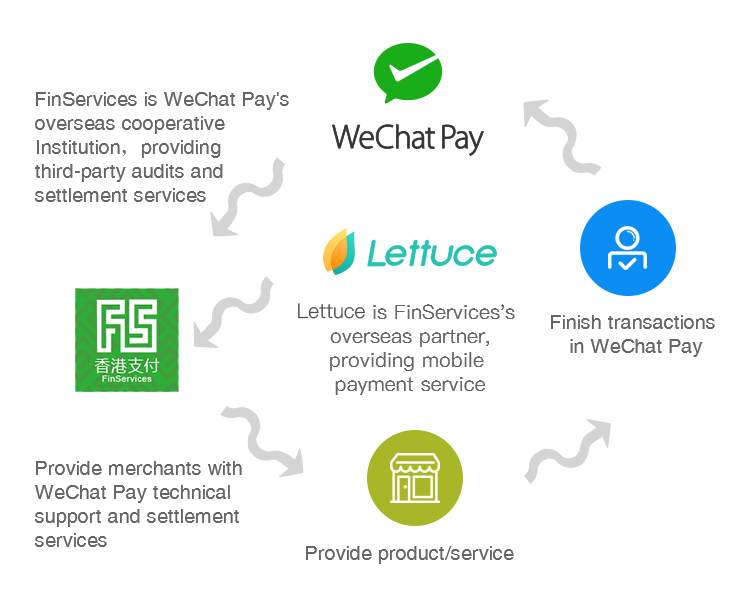 WeChat Pay
FinServices is WeChat Pay's
overseas cooperative
Institution, providing
third-party audits and
settlement services
Lettuce
Lettuce is FinServices's
overseas partner,
providing mobile
payment service
Finish transactions
in WeChat Pay
FS
香港支付
FinServices
Provide merchants with
WeChat Pay technical
support and settlement
services
Provide product/service